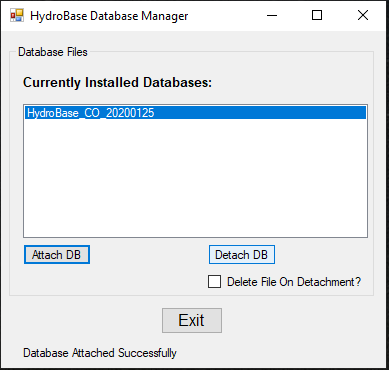 HydroBase Database Manager
Database Files
Currently Installed Databases:
HydroBase_CO_20200125
Attach DB
Detach DB
Delete File On Detachment?
Exit
Database Attached Successfully